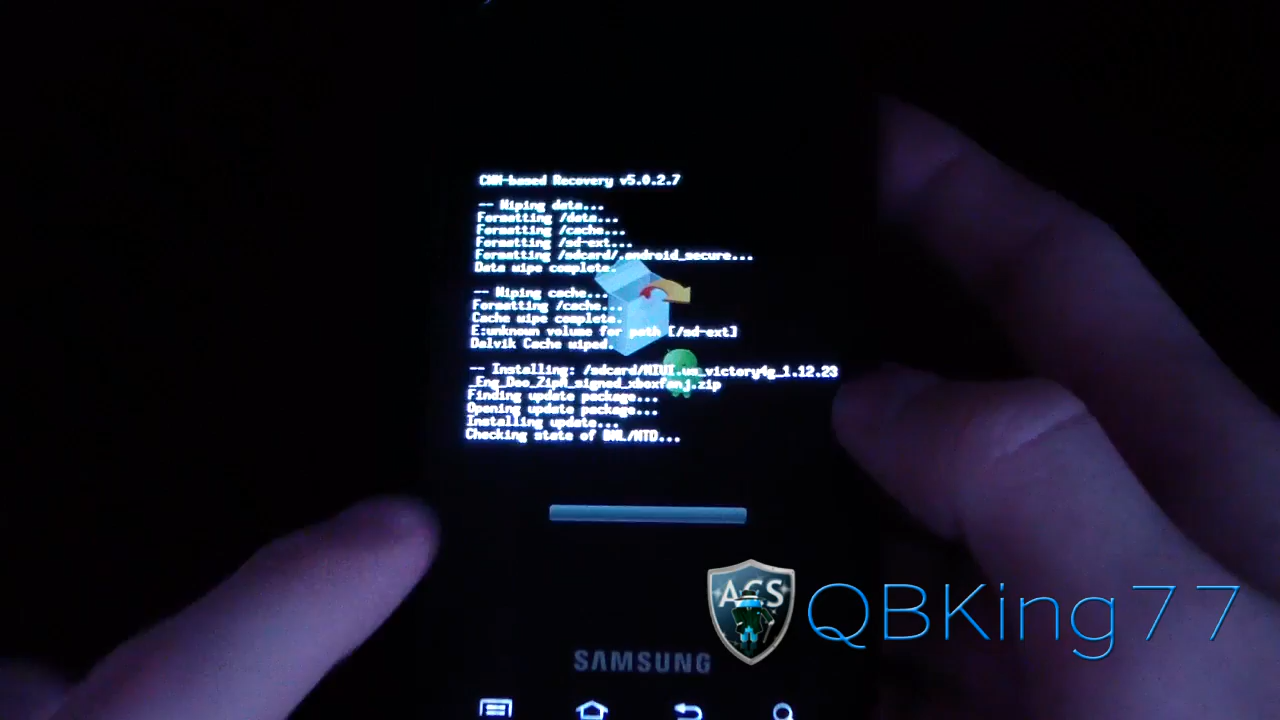 CWM-based Recovery v5.0.2.7
-- Wiping data...
Formatting /data...
Formatting /cache...
Formatting /sd-ext...
Formatting /sdcard/.android_secure...
Data wipe complete.
-- Wiping cache...
Formatting /cache...
Cache wipe complete.
E:unknown volume for path [/sd-ext]
Dalvik Cache wiped.
-- Installing: /sdcard/MIUI.us_victory4g_1.12.23
_Eng_Deo_ZipA_signed_xboxfanj.zip
Finding update package...
Opening update package...
Installing update...
Checking state of BML/MTD...
ACS
QBKing77
SAMSUNG